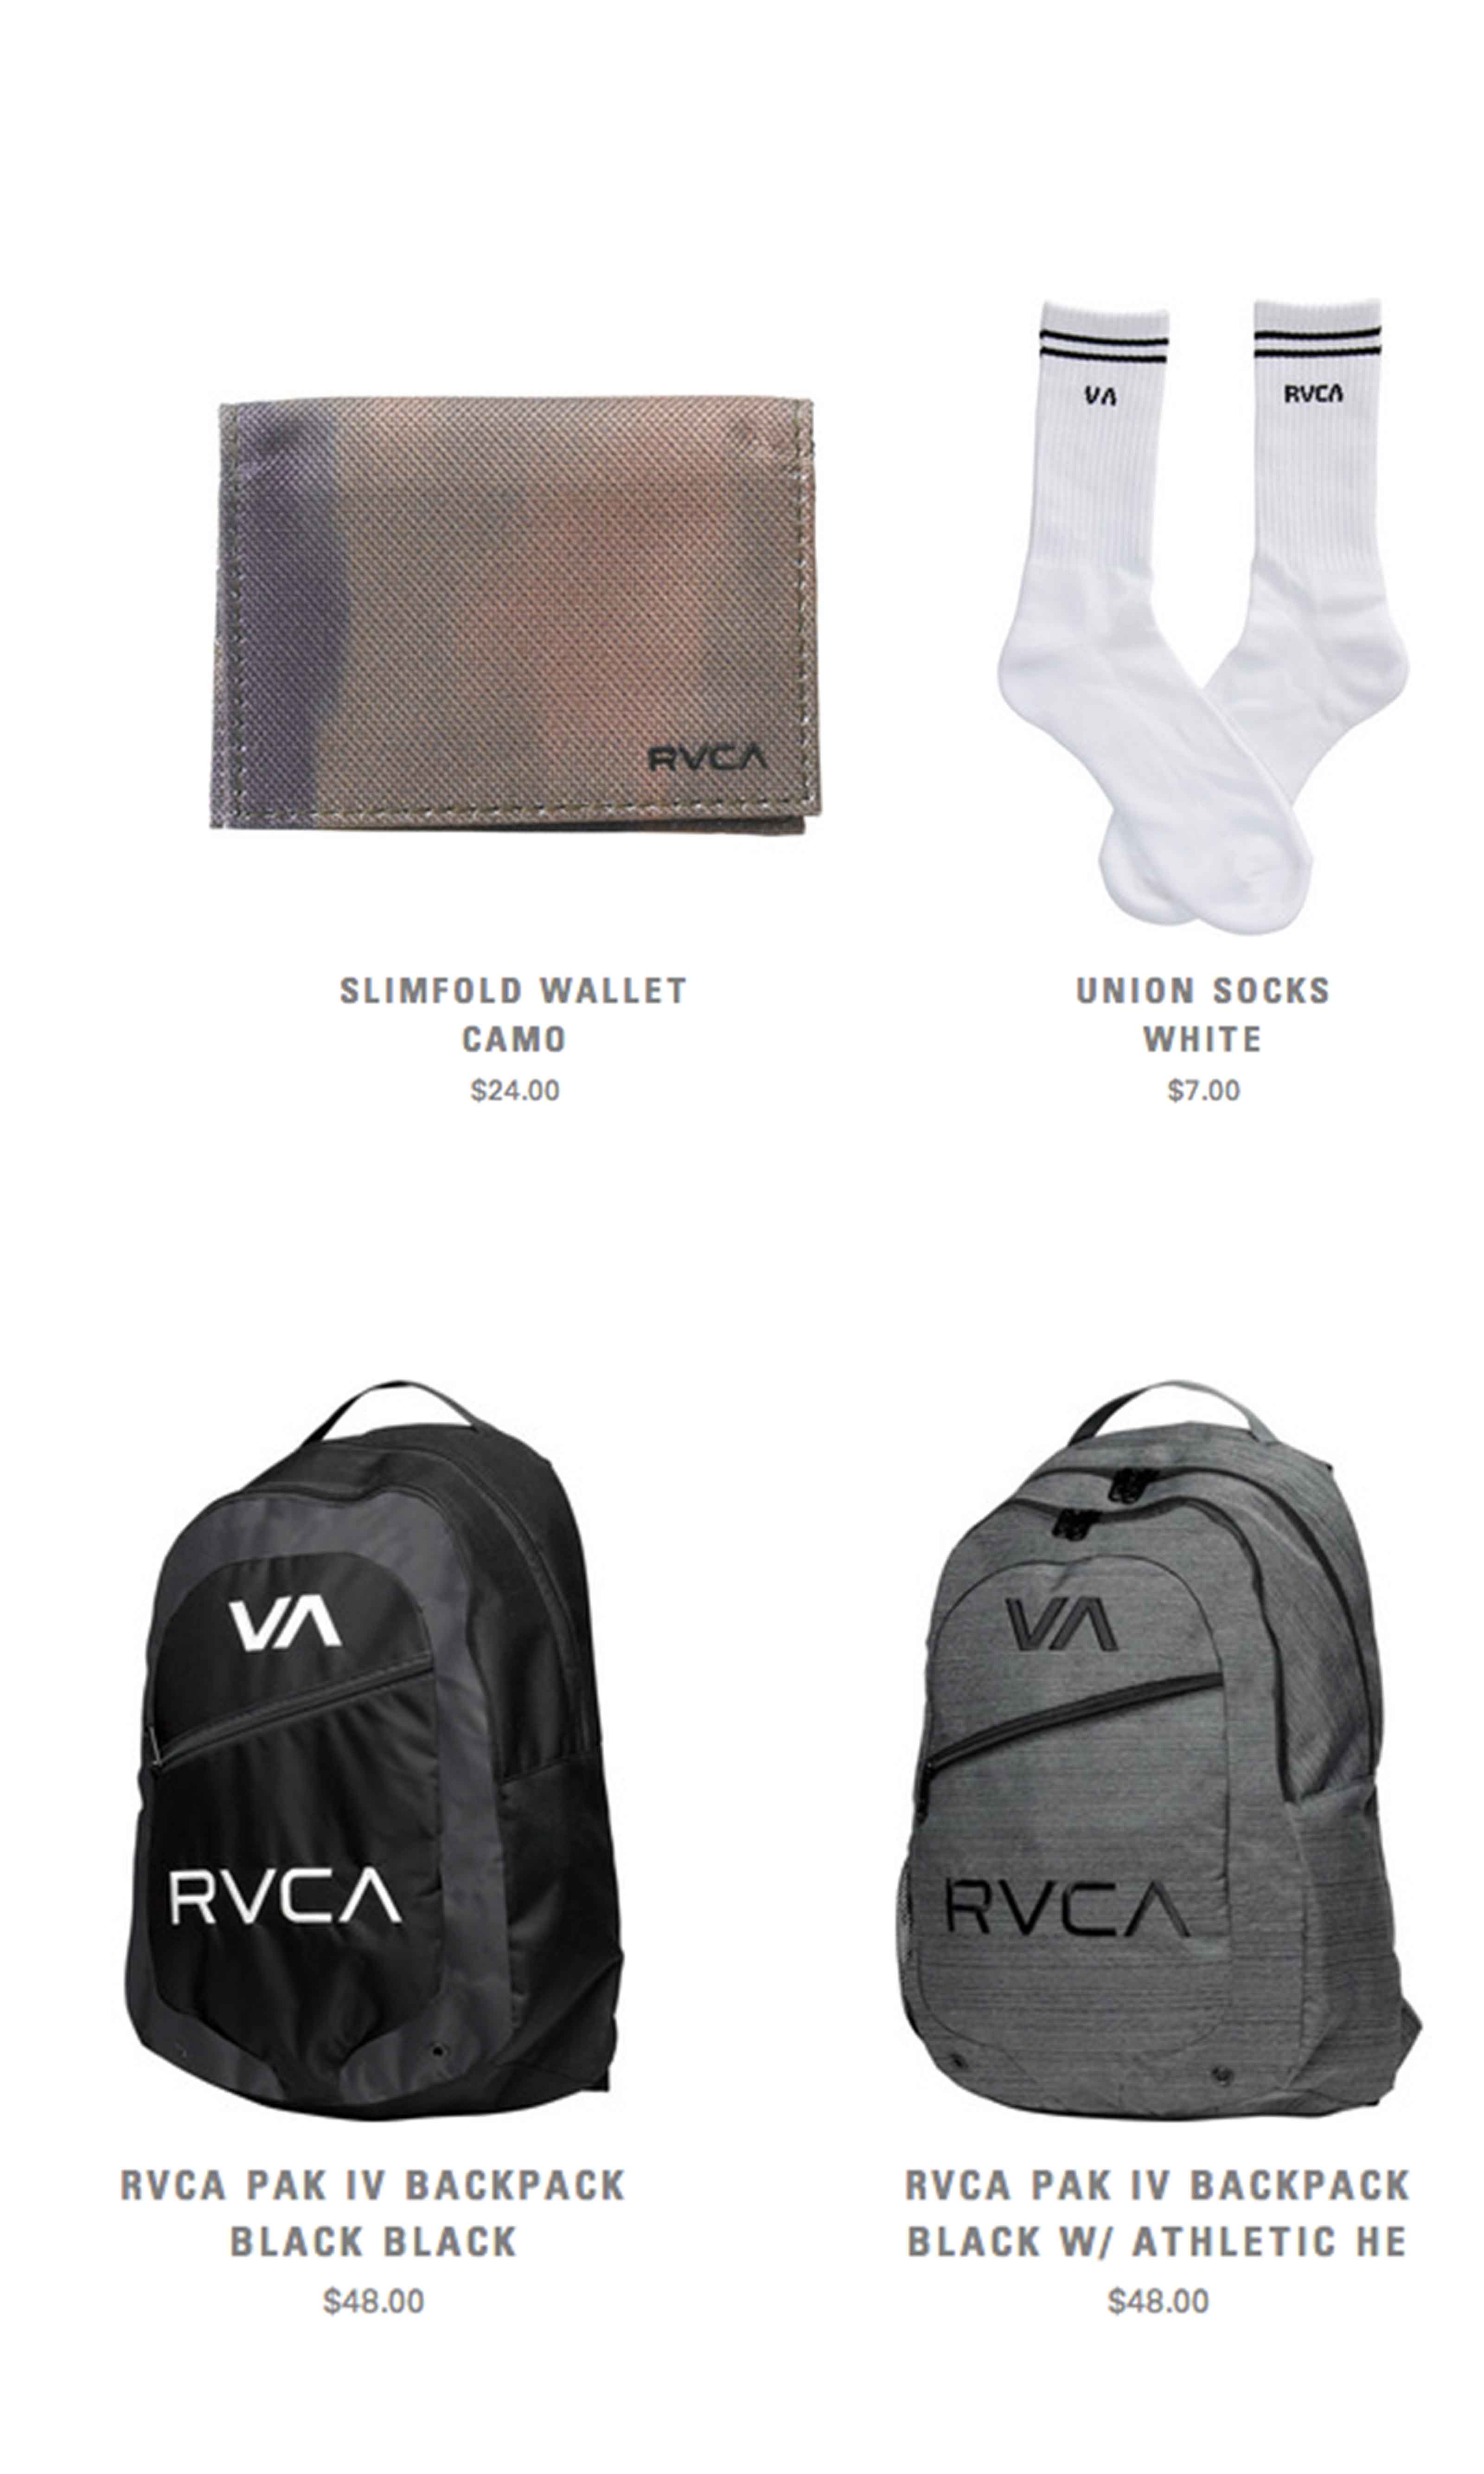 RVCA
VA
RVCA
SLIMFOLD WALLET
CAMO
$24.00
UNION SOCKS
WHITE
$7.00
VA
RVCA
VA
RVCA
RVCA PAK IV BACKPACK
BLACK BLACK
$48.00
RVCA PAK IV BACKPACK
BLACK W/ ATHLETIC HE
$48.00